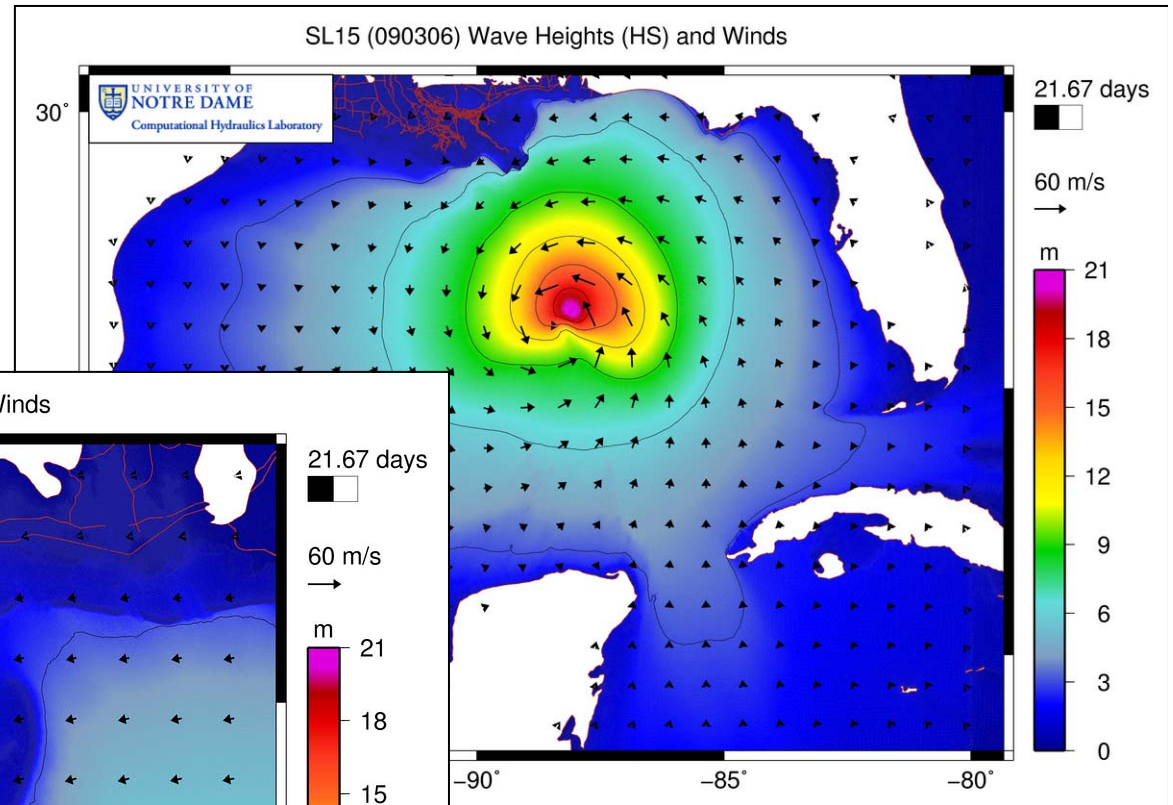 SL15 (090306) Wave Heights (HS) and Winds
UNIVERSITY OF
NOTRE DAME
Computational Hydraulics Laboratory
30°
21.67 days
60 m/s
m
21
18
15
12
9
6
3
0
−90°
−85°
−80°
Winds
21.67 days
60 m/s
m
21
18
15